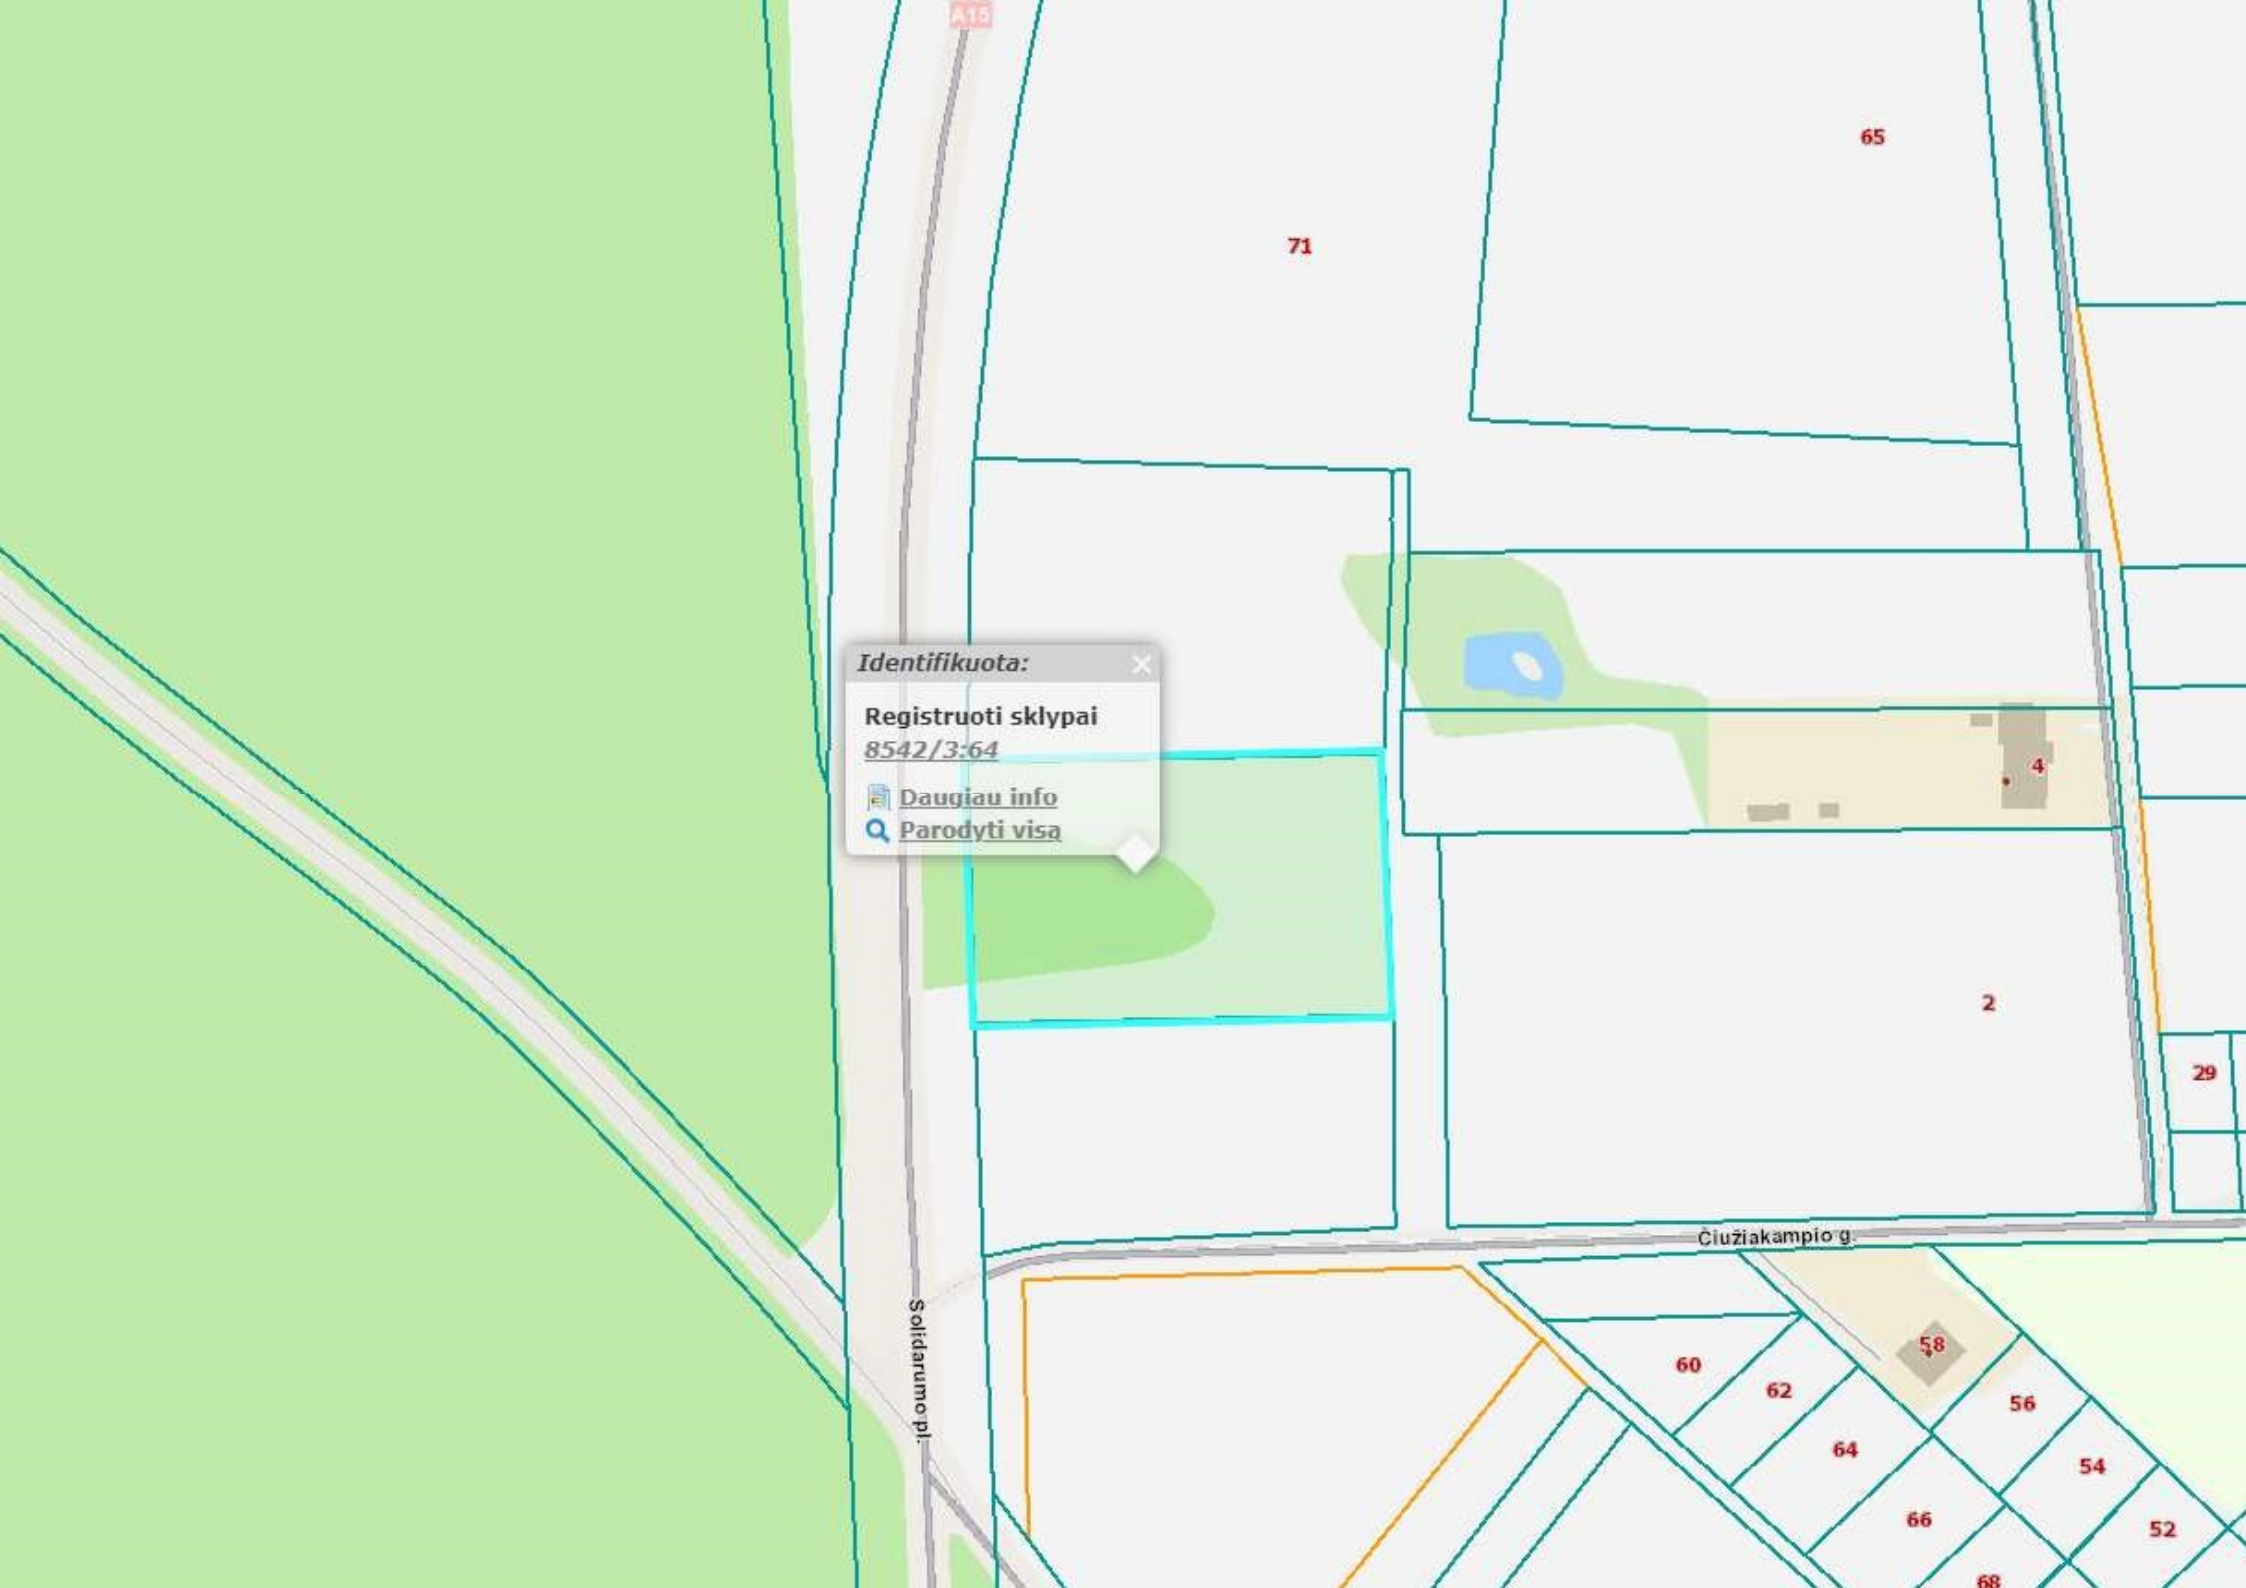 A15
65
71
Identifikuota:
Registruoti sklypai
8542/3:64
Daugiau info
Parodyti visą
4
2
29
Čiužiakampio g.
Solidarumo pl.
58
60
62
56
64
54
66
52
68